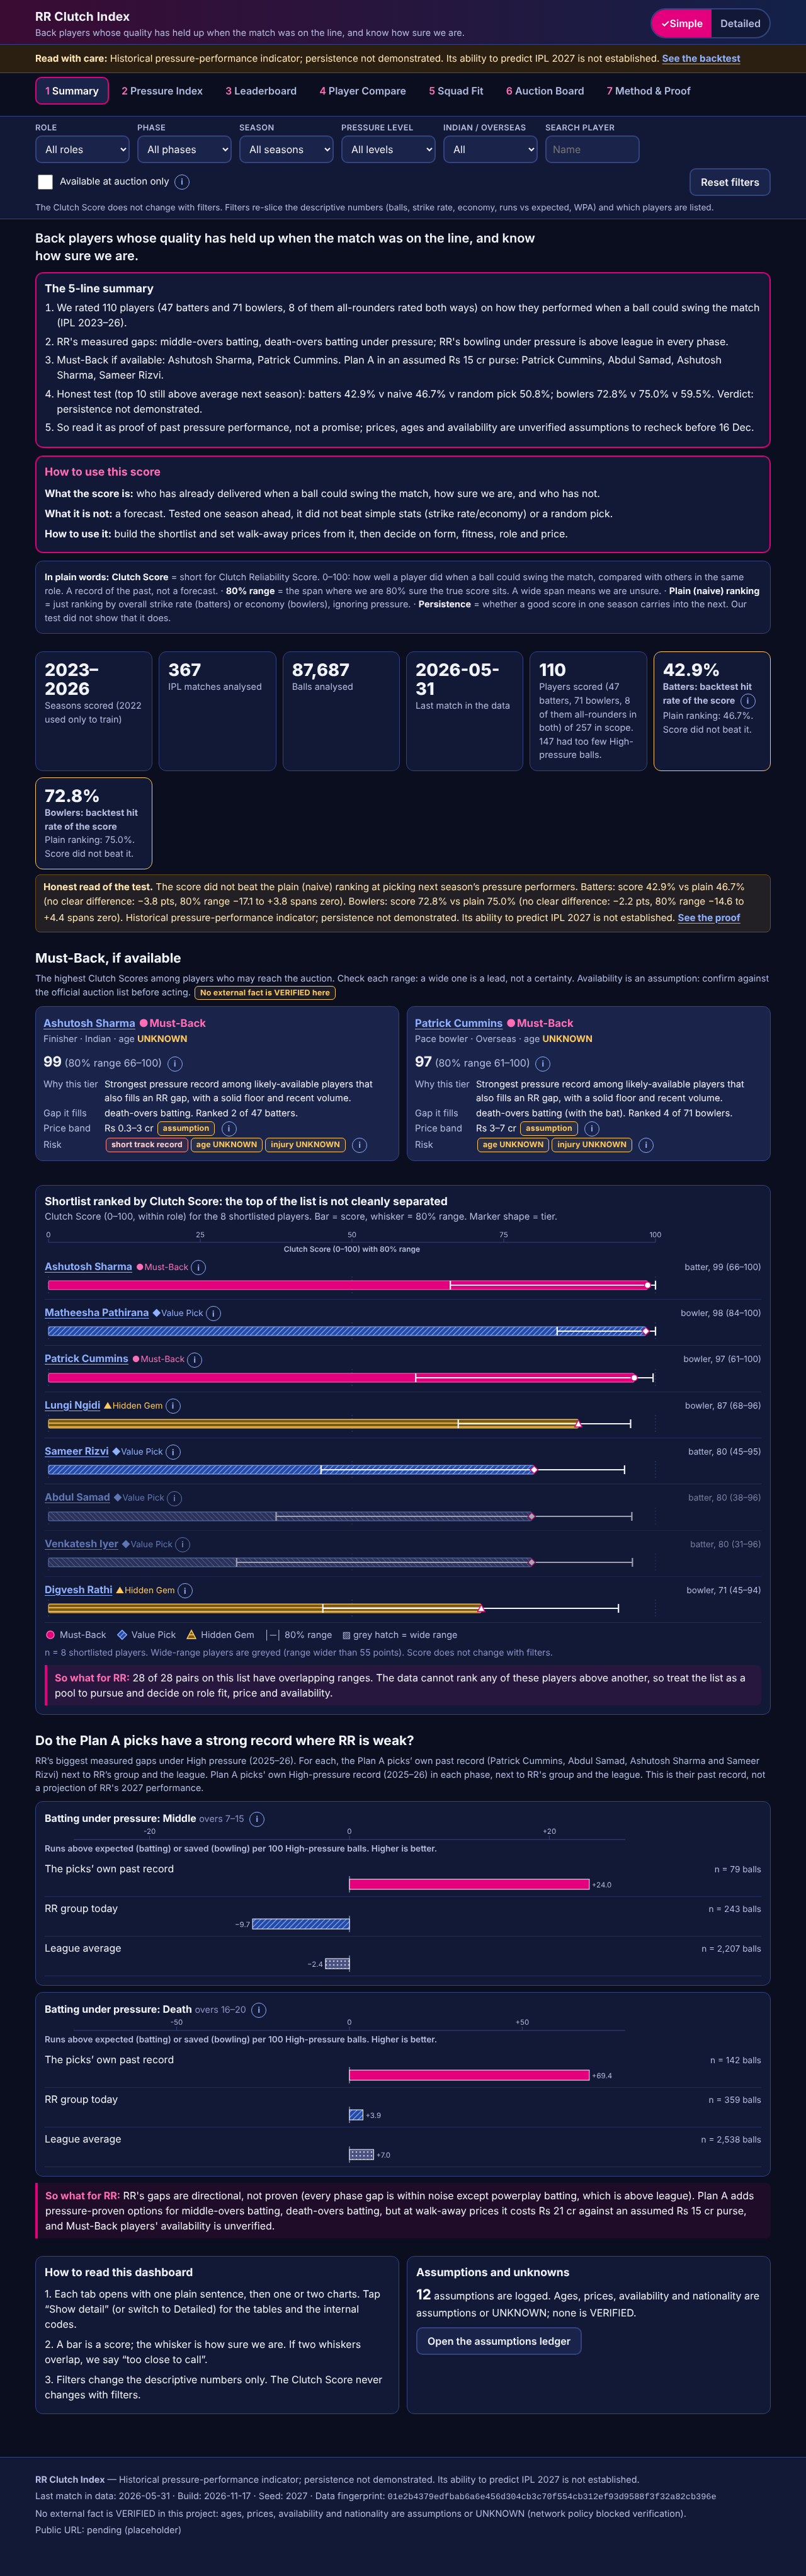 RR Clutch Index
Back players whose quality has held up when the match was on the line, and know how sure we are.
✓Simple
Detailed
Read with care: Historical pressure-performance indicator; persistence not demonstrated. Its ability to predict IPL 2027 is not established. See the backtest
1 Summary
2 Pressure Index
3 Leaderboard
4 Player Compare
5 Squad Fit
6 Auction Board
7 Method & Proof
ROLE
PHASE
SEASON
PRESSURE LEVEL
INDIAN / OVERSEAS
SEARCH PLAYER
All roles
All phases
All seasons
All levels
All
Name
Available at auction only i
Reset filters
The Clutch Score does not change with filters. Filters re-slice the descriptive numbers (balls, strike rate, economy, runs vs expected, WPA) and which players are listed.
Back players whose quality has held up when the match was on the line, and know
how sure we are.
The 5-line summary
1. We rated 110 players (47 batters and 71 bowlers, 8 of them all-rounders rated both ways) on how they performed when a ball could swing the match
(IPL 2023–26).
2. RR's measured gaps: middle-overs batting, death-overs batting under pressure; RR's bowling under pressure is above league in every phase.
3. Must-Back if available: Ashutosh Sharma, Patrick Cummins. Plan A in an assumed Rs 15 cr purse: Patrick Cummins, Abdul Samad, Ashutosh
Sharma, Sameer Rizvi.
4. Honest test (top 10 still above average next season): batters 42.9% v naive 46.7% v random pick 50.8%; bowlers 72.8% v 75.0% v 59.5%. Verdict:
persistence not demonstrated.
5. So read it as proof of past pressure performance, not a promise; prices, ages and availability are unverified assumptions to recheck before 16 Dec.
How to use this score
What the score is: who has already delivered when a ball could swing the match, how sure we are, and who has not.
What it is not: a forecast. Tested one season ahead, it did not beat simple stats (strike rate/economy) or a random pick.
How to use it: build the shortlist and set walk-away prices from it, then decide on form, fitness, role and price.
In plain words: Clutch Score = short for Clutch Reliability Score. 0–100: how well a player did when a ball could swing the match, compared with others in the same
role. A record of the past, not a forecast. · 80% range = the span where we are 80% sure the true score sits. A wide span means we are unsure. · Plain (naive) ranking
= just ranking by overall strike rate (batters) or economy (bowlers), ignoring pressure. · Persistence = whether a good score in one season carries into the next. Our
test did not show that it does.
2023–
2026
Seasons scored (2022
used only to train)
367
IPL matches analysed
87,687
Balls analysed
2026-05-
31
Last match in the data
110
Players scored (47
batters, 71 bowlers, 8
of them all-rounders in
both) of 257 in scope.
147 had too few High-
pressure balls.
42.9%
Batters: backtest hit
rate of the score i
Plain ranking: 46.7%.
Score did not beat it.
72.8%
Bowlers: backtest hit
rate of the score
Plain ranking: 75.0%.
Score did not beat it.
Honest read of the test. The score did not beat the plain (naive) ranking at picking next season's pressure performers. Batters: score 42.9% vs plain 46.7%
(no clear difference: −3.8 pts, 80% range −17.1 to +3.8 spans zero). Bowlers: score 72.8% vs plain 75.0% (no clear difference: −2.2 pts, 80% range −14.6 to
+4.4 spans zero). Historical pressure-performance indicator; persistence not demonstrated. Its ability to predict IPL 2027 is not established. See the proof
Must-Back, if available
The highest Clutch Scores among players who may reach the auction. Check each range: a wide one is a lead, not a certainty. Availability is an assumption: confirm against
the official auction list before acting. No external fact is VERIFIED here
Ashutosh Sharma ●Must-Back
Finisher · Indian · age UNKNOWN
99 (80% range 66–100) i
Why this tier Strongest pressure record among likely-available players that
also fills an RR gap, with a solid floor and recent volume.
Gap it fills death-overs batting. Ranked 2 of 47 batters.
Price band Rs 0.3–3 cr assumption i
Risk short track record age UNKNOWN injury UNKNOWN i
Patrick Cummins ●Must-Back
Pace bowler · Overseas · age UNKNOWN
97 (80% range 61–100) i
Why this tier Strongest pressure record among likely-available players that
also fills an RR gap, with a solid floor and recent volume.
Gap it fills death-overs batting (with the bat). Ranked 4 of 71 bowlers.
Price band Rs 3–7 cr assumption i
Risk age UNKNOWN injury UNKNOWN i
Shortlist ranked by Clutch Score: the top of the list is not cleanly separated
Clutch Score (0–100, within role) for the 8 shortlisted players. Bar = score, whisker = 80% range. Marker shape = tier.
0 25 50 75 100
Clutch Score (0–100) with 80% range
Ashutosh Sharma ●Must-Back i batter, 99 (66–100)
Matheesha Pathirana ◆Value Pick i bowler, 98 (84–100)
Patrick Cummins ●Must-Back i bowler, 97 (61–100)
Lungi Ngidi ▲Hidden Gem i bowler, 87 (68–96)
Sameer Rizvi ◆Value Pick i batter, 80 (45–95)
Abdul Samad ◆Value Pick i batter, 80 (38–96)
Venkatesh Iyer ◆Value Pick i batter, 80 (31–96)
Digvesh Rathi ▲Hidden Gem i bowler, 71 (45–94)
Must-Back Value Pick Hidden Gem 80% range grey hatch = wide range
n = 8 shortlisted players. Wide-range players are greyed (range wider than 55 points). Score does not change with filters.
So what for RR: 28 of 28 pairs on this list have overlapping ranges. The data cannot rank any of these players above another, so treat the list as a
pool to pursue and decide on role fit, price and availability.
Do the Plan A picks have a strong record where RR is weak?
RR's biggest measured gaps under High pressure (2025–26). For each, the Plan A picks' own past record (Patrick Cummins, Abdul Samad, Ashutosh Sharma and Sameer
Rizvi) next to RR's group and the league. Plan A picks' own High-pressure record (2025–26) in each phase, next to RR's group and the league. This is their past record, not
a projection of RR's 2027 performance.
Batting under pressure: Middle overs 7–15 i
-20 0 +20
Runs above expected (batting) or saved (bowling) per 100 High-pressure balls. Higher is better.
The picks' own past record n = 79 balls
+24.0
RR group today n = 243 balls
−9.7
League average n = 2,207 balls
−2.4
Batting under pressure: Death overs 16–20 i
-50 0 +50
Runs above expected (batting) or saved (bowling) per 100 High-pressure balls. Higher is better.
The picks' own past record n = 142 balls
+69.4
RR group today n = 359 balls
+3.9
League average n = 2,538 balls
+7.0
So what for RR: RR's gaps are directional, not proven (every phase gap is within noise except powerplay batting, which is above league). Plan A adds
pressure-proven options for middle-overs batting, death-overs batting, but at walk-away prices it costs Rs 21 cr against an assumed Rs 15 cr purse,
and Must-Back players' availability is unverified.
How to read this dashboard
1. Each tab opens with one plain sentence, then one or two charts. Tap
“Show detail” (or switch to Detailed) for the tables and the internal
codes.
2. A bar is a score; the whisker is how sure we are. If two whiskers
overlap, we say “too close to call”.
3. Filters change the descriptive numbers only. The Clutch Score never
changes with filters.
Assumptions and unknowns
12 assumptions are logged. Ages, prices, availability and nationality are
assumptions or UNKNOWN; none is VERIFIED.
Open the assumptions ledger
RR Clutch Index — Historical pressure-performance indicator; persistence not demonstrated. Its ability to predict IPL 2027 is not established.
Last match in data: 2026-05-31 · Build: 2026-11-17 · Seed: 2027 · Data fingerprint: 01e2b4379edfbab6a6e456d304cb3c70f554cb312ef93d9588f3f32a82cb396e
No external fact is VERIFIED in this project: ages, prices, availability and nationality are assumptions or UNKNOWN (network policy blocked verification).
Public URL: pending (placeholder)